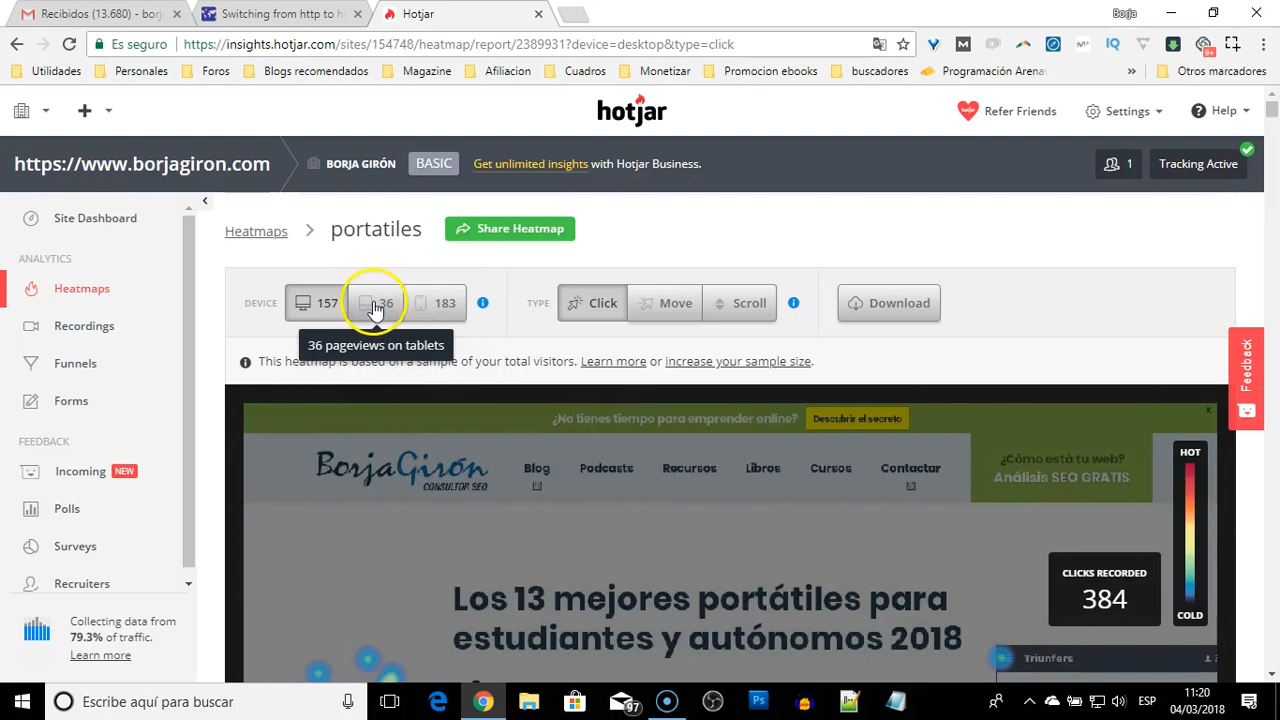 Recibidos (13.680) - borj
Switching from http to h
Hotjar
Borja
Es seguro
https://insights.hotjar.com/sites/154748/heatmap/report/2389931?device=desktop&type=click
Utilidades
Personales
Foros
Blogs recomendados
Magazine
Afiliacion
Cuadros
Monetizar
Promocion ebooks
buscadores
Programación Arena
Otros marcadores
hotjar
Refer Friends
Settings
Help
https://www.borjagiron.com
BORJA GIRÓN
BASIC
Get unlimited insights with Hotjar Business.
1
Tracking Active
Site Dashboard
ANALYTICS
Heatmaps
Recordings
Funnels
Forms
FEEDBACK
Incoming NEW
Polls
Surveys
Recruiters
Collecting data from
79.3% of traffic.
Learn more
Heatmaps
portatiles
Share Heatmap
DEVICE
157
36
183
TYPE
Click
Move
Scroll
Download
36 pageviews on tablets
This heatmap is based on a sample of your total visitors. Learn more or increase your sample size.
Feedback
¿No tienes tiempo para emprender online?
Descubrir el secreto
x
BorjaGirón
CONSULTOR SEO
Blog
Podcasts
Recursos
Libros
Cursos
Contactar
¿Cómo está tu web?
Análisis SEO GRATIS
HOT
COLD
CLICKS RECORDED
384
Los 13 mejores portátiles para
estudiantes y autónomos 2018
Triunfers
Escribe aquí para buscar
97
ESP
11:20
04/03/2018